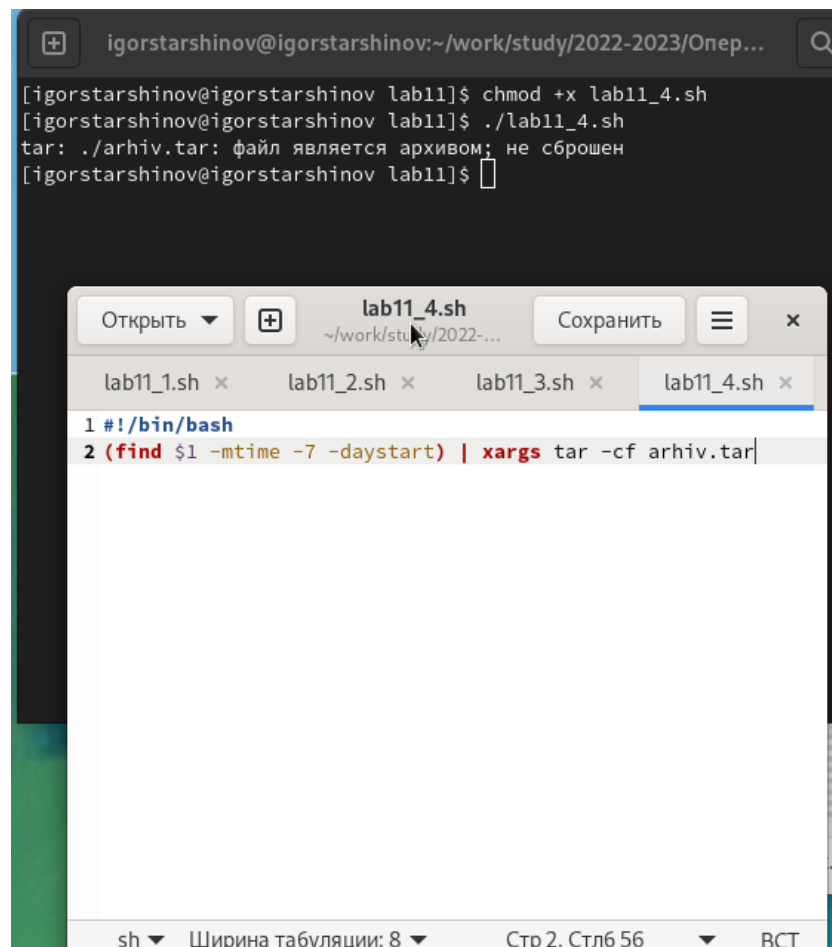 igorstarshinov@igorstarshinov:~/work/study/2022-2023/Опер...
[igorstarshinov@igorstarshinov lab11]$ chmod +x lab11_4.sh
[igorstarshinov@igorstarshinov lab11]$ ./lab11_4.sh
tar: ./arhiv.tar: файл является архивом; не сброшен
[igorstarshinov@igorstarshinov lab11]$
Открыть lab11_4.sh Сохранить
~/work/study/2022-...
lab11_1.sh × lab11_2.sh × lab11_3.sh × lab11_4.sh ×
1 #!/bin/bash
2 (find $1 -mtime -7 -daystart) | xargs tar -cf arhiv.tar
sh Ширина табуляции: 8 Стр 2, Стлб 56 ВСТ